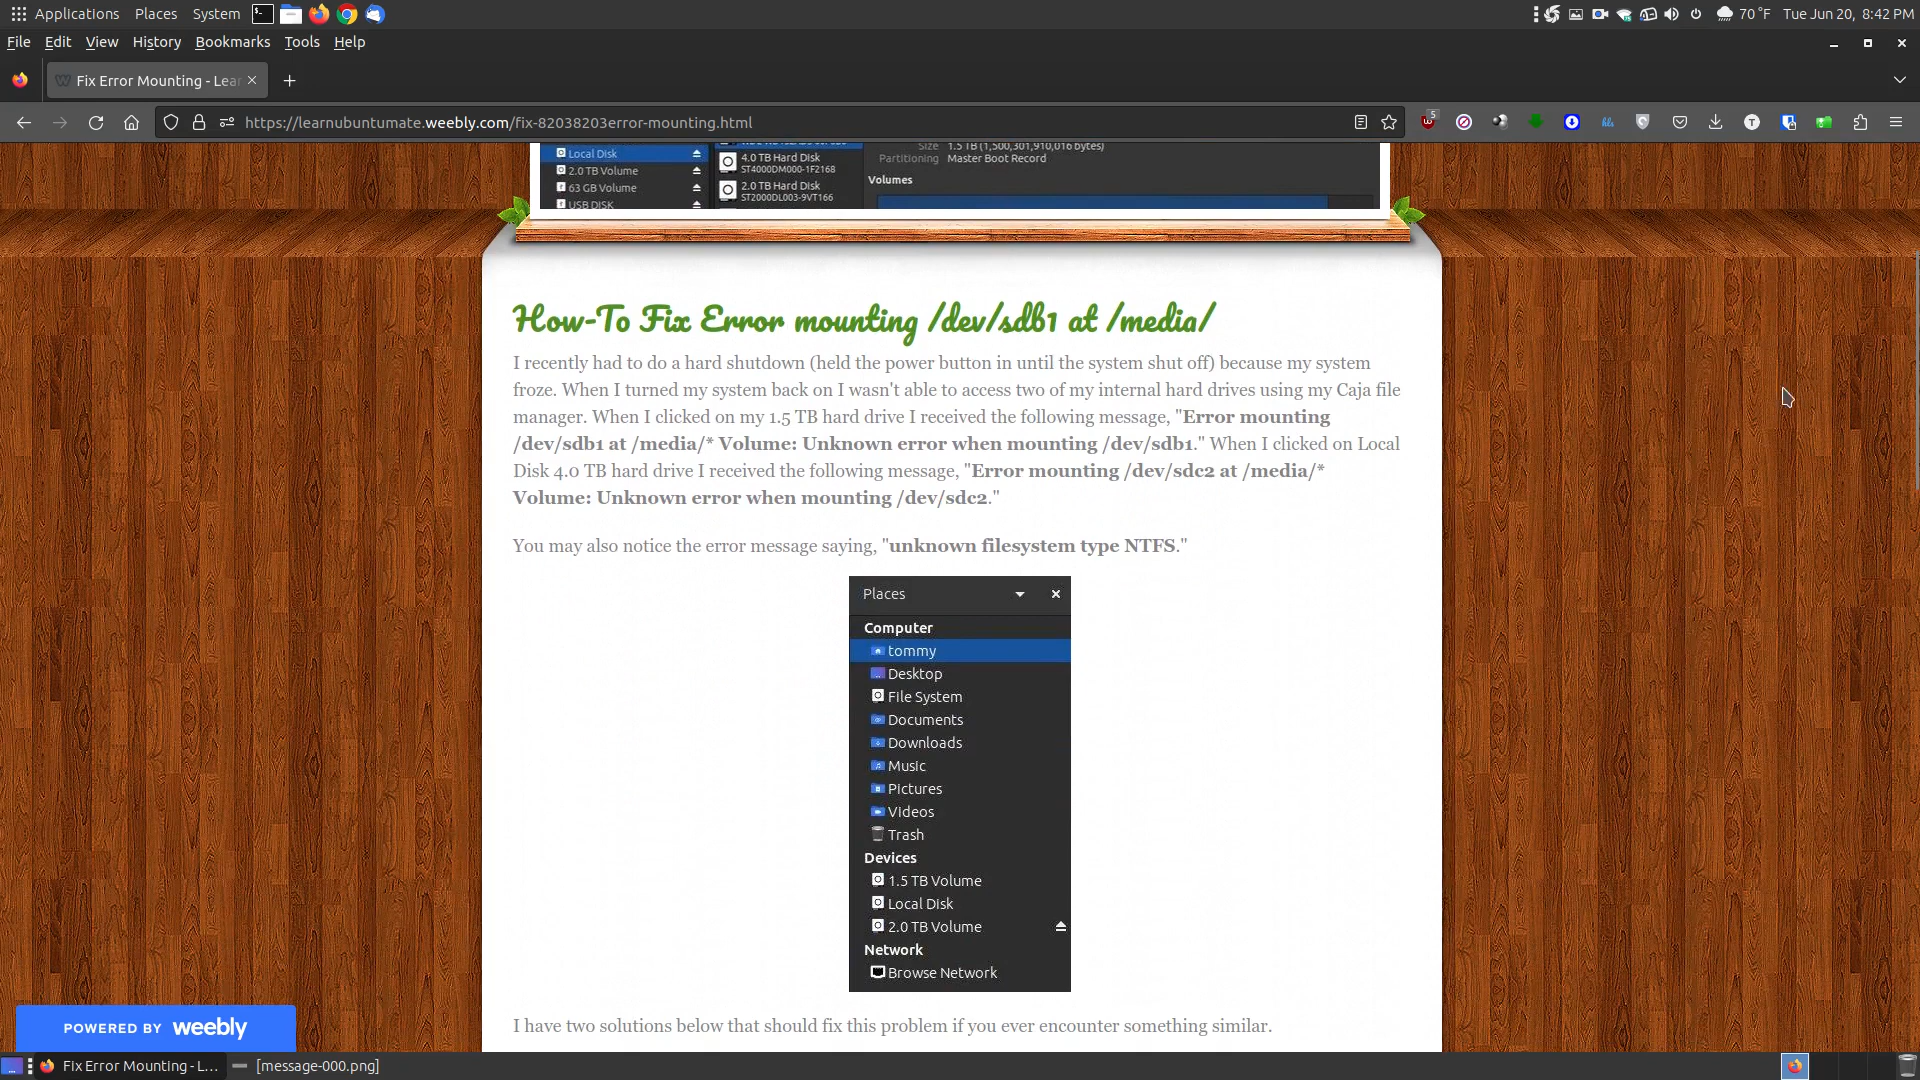 Applications Places System 70 °F Tue Jun 20, 8:42 PM
File Edit View History Bookmarks Tools Help
Fix Error Mounting - Lear
https://learnubuntumate.weebly.com/fix-82038203error-mounting.html
5
Local Disk
2.0 TB Volume
63 GB Volume
USB DISK
4.0 TB Hard Disk
ST4000DM000-1F2168
2.0 TB Hard Disk
ST2000DL003-9VT166
Size 1.5 TB (1,500,301,910,016 bytes)
Partitioning Master Boot Record
Volumes
How-To Fix Error mounting /dev/sdb1 at /media/
I recently had to do a hard shutdown (held the power button in until the system shut off) because my system
froze. When I turned my system back on I wasn't able to access two of my internal hard drives using my Caja file
manager. When I clicked on my 1.5 TB hard drive I received the following message, "Error mounting
/dev/sdb1 at /media/* Volume: Unknown error when mounting /dev/sdb1." When I clicked on Local
Disk 4.0 TB hard drive I received the following message, "Error mounting /dev/sdc2 at /media/*
Volume: Unknown error when mounting /dev/sdc2."
You may also notice the error message saying, "unknown filesystem type NTFS."
Places
Computer
tommy
Desktop
File System
Documents
Downloads
Music
Pictures
Videos
Trash
Devices
1.5 TB Volume
Local Disk
2.0 TB Volume
Network
Browse Network
I have two solutions below that should fix this problem if you ever encounter something similar.
POWERED BY weebly
Fix Error Mounting - L... [message-000.png]